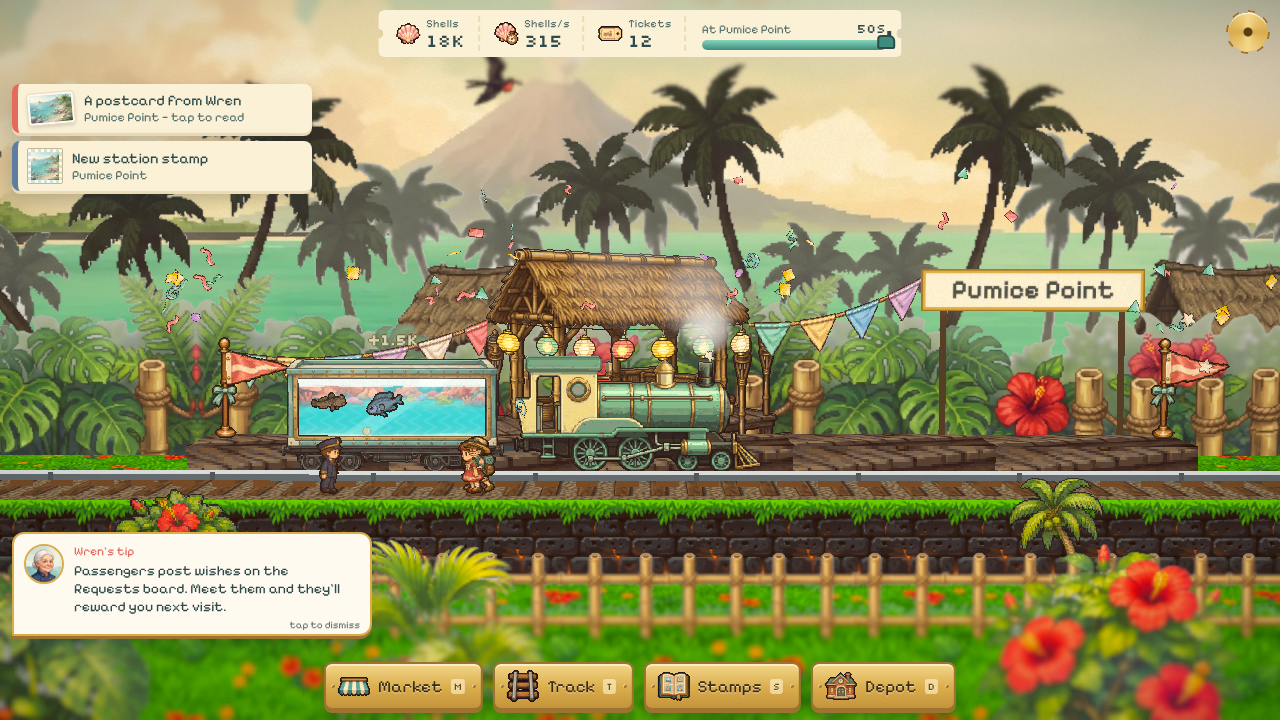 Shells
18K
Shells/s
315
Tickets
12
At Pumice Point
50s
A postcard from Wren
Pumice Point - tap to read
New station stamp
Pumice Point
Pumice Point
+1.5K
Wren's tip
Passengers post wishes on the
Requests board. Meet them and they'll
reward you next visit.
tap to dismiss
Market M
Track T
Stamps S
Depot D